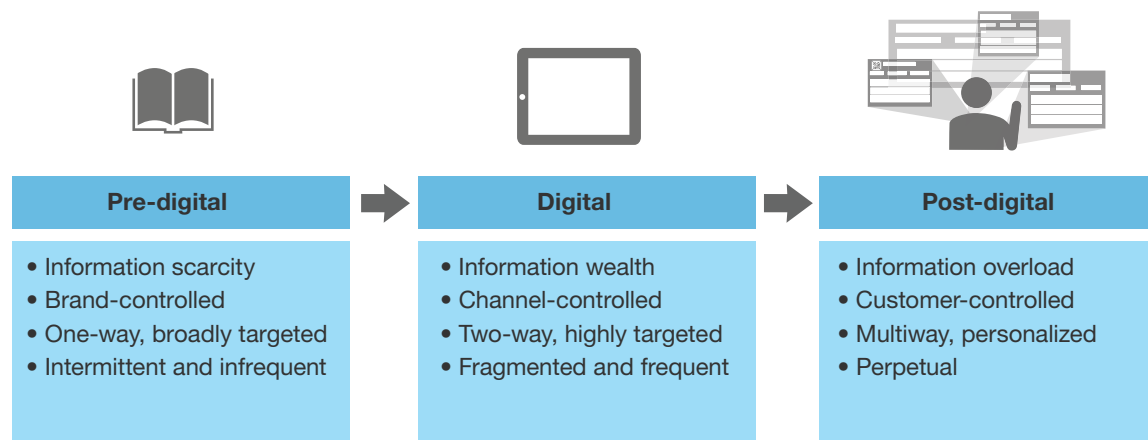 Pre-digital
• Information scarcity
• Brand-controlled
• One-way, broadly targeted
• Intermittent and infrequent
Digital
• Information wealth
• Channel-controlled
• Two-way, highly targeted
• Fragmented and frequent
Post-digital
• Information overload
• Customer-controlled
• Multiway, personalized
• Perpetual